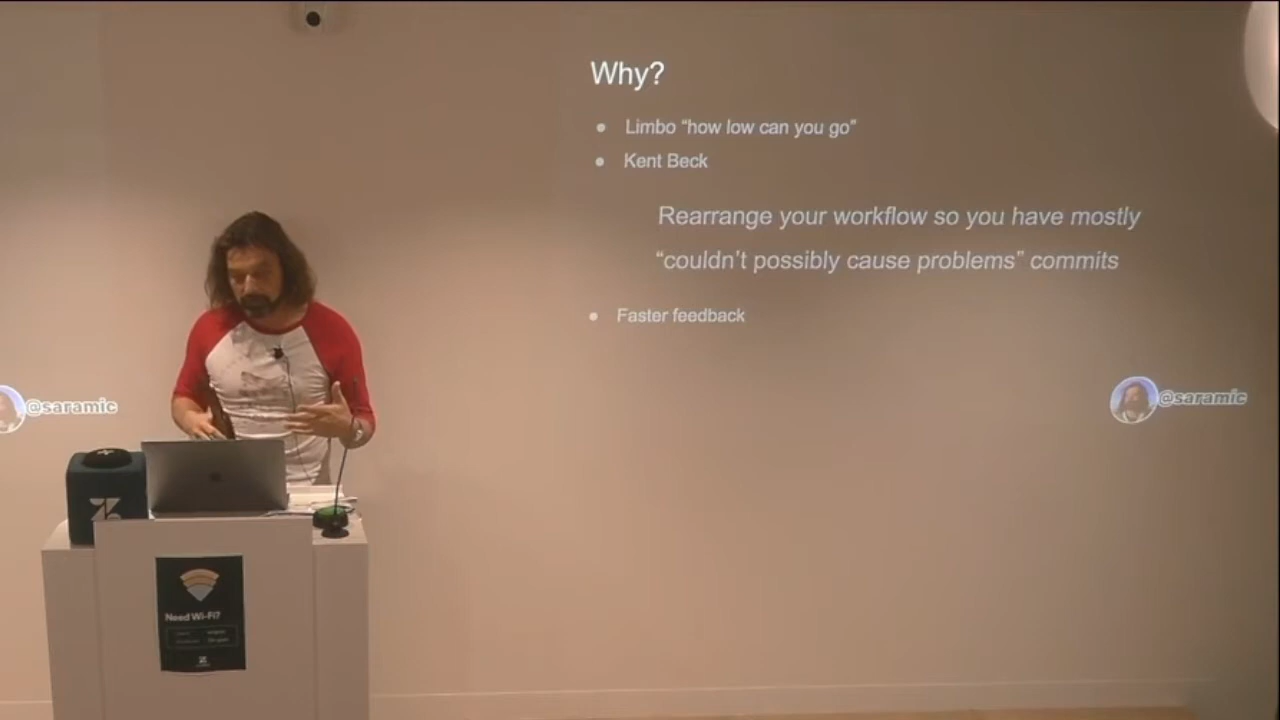 Why?
Limbo “how low can you go”
Kent Beck
Rearrange your workflow so you have mostly
“couldn’t possibly cause problems” commits
Faster feedback
@saramic
@saramic
Need Wi-Fi?